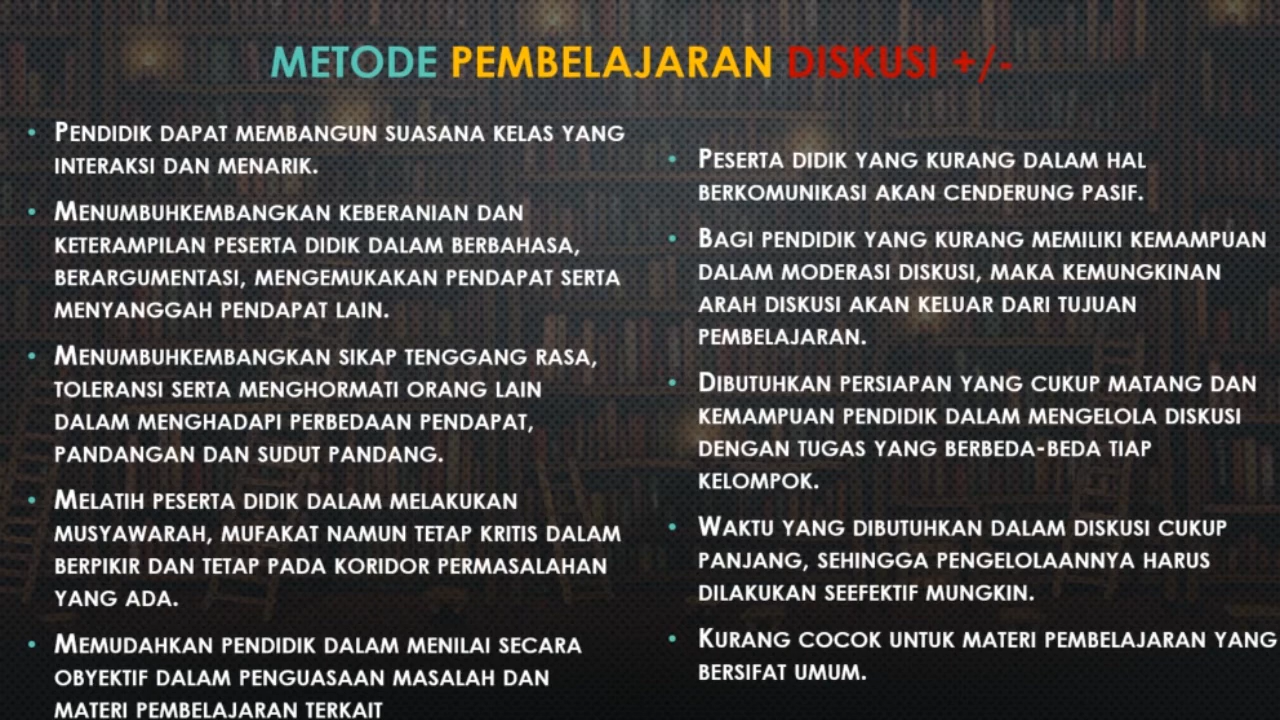 METODE PEMBELAJARAN DISKUSI +/-
PENDIDIK DAPAT MEMBANGUN SUASANA KELAS YANG
INTERAKSI DAN MENARIK.
MENUMBUHKEMBANGKAN KEBERANIAN DAN
KETERAMPILAN PESERTA DIDIK DALAM BERBAHASA,
BERARGUMENTASI, MENGEMUKAKAN PENDAPAT SERTA
MENYANGGAH PENDAPAT LAIN.
MENUMBUHKEMBANGKAN SIKAP TENGGANG RASA,
TOLERANSI SERTA MENGHORMATI ORANG LAIN
DALAM MENGHADAPI PERBEDAAN PENDAPAT,
PANDANGAN DAN SUDUT PANDANG.
MELATIH PESERTA DIDIK DALAM MELAKUKAN
MUSYAWARAH, MUFAKAT NAMUN TETAP KRITIS DALAM
BERPIKIR DAN TETAP PADA KORIDOR PERMASALAHAN
YANG ADA.
MEMUDAHKAN PENDIDIK DALAM MENILAI SECARA
OBYEKTIF DALAM PENGUASAAN MASALAH DAN
MATERI PEMBELAJARAN TERKAIT
PESERTA DIDIK YANG KURANG DALAM HAL
BERKOMUNIKASI AKAN CENDERUNG PASIF.
BAGI PENDIDIK YANG KURANG MEMILIKI KEMAMPUAN
DALAM MODERASI DISKUSI, MAKA KEMUNGKINAN
ARAH DISKUSI AKAN KELUAR DARI TUJUAN
PEMBELAJARAN.
DIBUTUHKAN PERSIAPAN YANG CUKUP MATANG DAN
KEMAMPUAN PENDIDIK DALAM MENGELOLA DISKUSI
DENGAN TUGAS YANG BERBEDA-BEDA TIAP
KELOMPOK.
WAKTU YANG DIBUTUHKAN DALAM DISKUSI CUKUP
PANJANG, SEHINGGA PENGELOLAANNYA HARUS
DILAKUKAN SEEFEKTIF MUNGKIN.
KURANG COCOK UNTUK MATERI PEMBELAJARAN YANG
BERSIFAT UMUM.